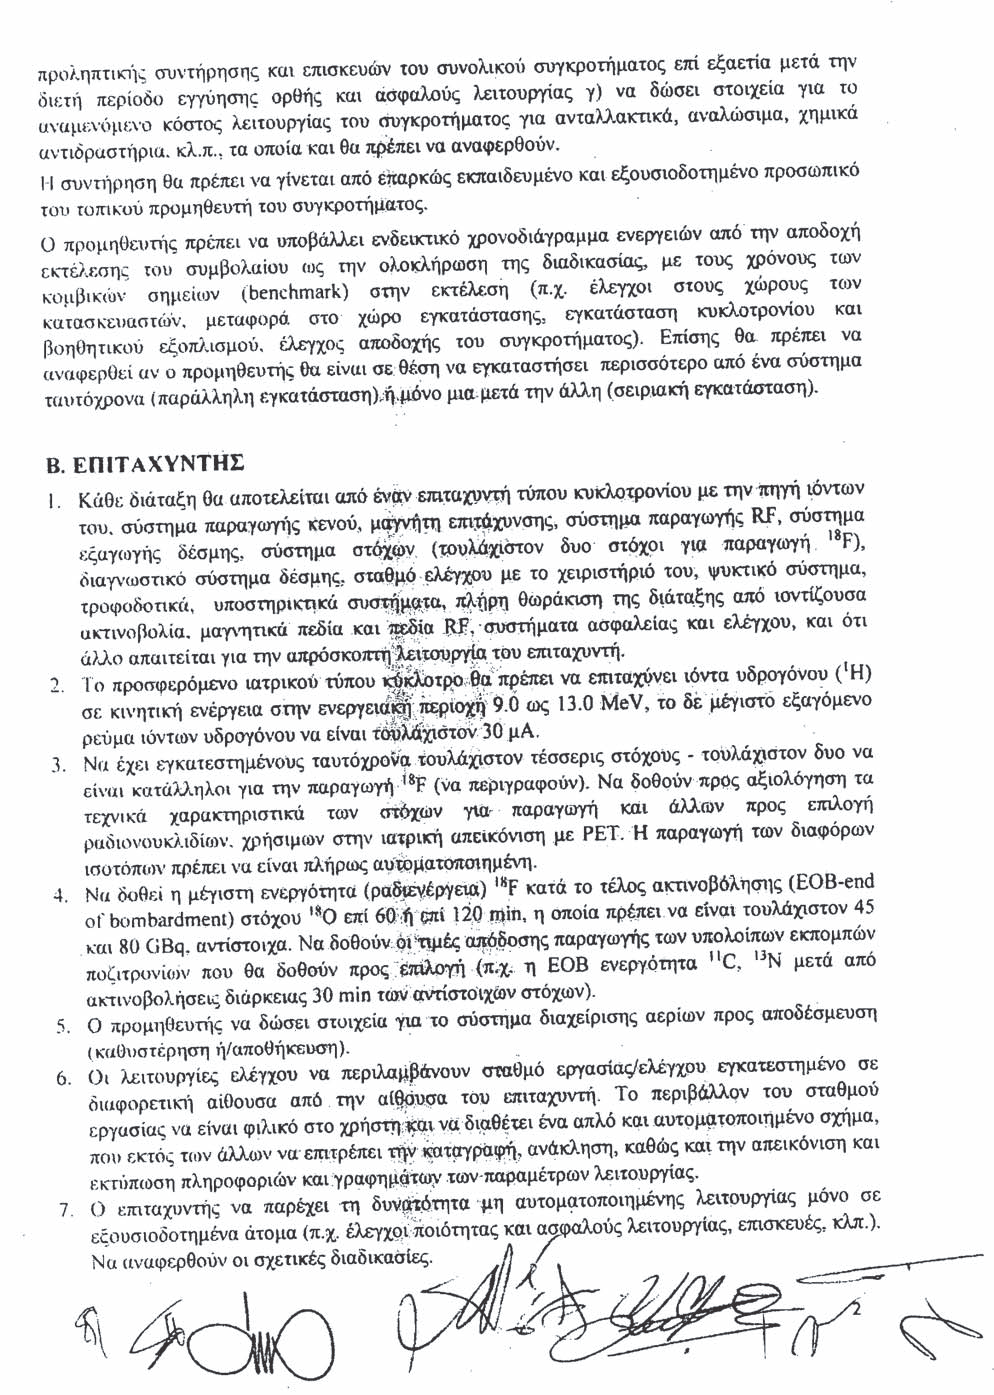 προληπτικής συντήρησης και επισκευών του συνολικού συγκροτήματος επί εξαετία μετά την
διετή περίοδο εγγύησης ορθής και ασφαλούς λειτουργίας γ) να δώσει στοιχεία για το
αναμενόμενο κόστος λειτουργίας του συγκροτήματος για ανταλλακτικά, αναλώσιμα, χημικά
αντιδραστήρια. κλ.π., τα οποία και θα πρέπει να αναφερθούν.
Η συντήρηση θα πρέπει να γίνεται από επαρκώς εκπαιδευμένο και εξουσιοδοτημένο προσωπικό
του τοπικού προμηθευτή του συγκροτήματος.
Ο προμηθευτής πρέπει να υποβάλλει ενδεικτικό χρονοδιάγραμμα ενεργειών από την αποδοχή
εκτέλεσης του συμβολαίου ως την ολοκλήρωση της διαδικασίας, με τους χρόνους των
κομβικών σημείων (benchmark) στην εκτέλεση (π.χ. έλεγχοι στους χώρους των
κατασκευαστών, μεταφορά στο χώρο εγκατάστασης, εγκατάσταση κυκλοτρονίου και
βοηθητικού εξοπλισμού, έλεγχος αποδοχής του συγκροτήματος). Επίσης θα πρέπει να
αναφερθεί αν ο προμηθευτής θα είναι σε θέση να εγκαταστήσει περισσότερο από ένα σύστημα
ταυτόχρονα (παράλληλη εγκατάσταση) ή μόνο μια μετά την άλλη (σειριακή εγκατάσταση).
Β. ΕΠΙΤΑΧΥΝΤΗΣ
1. Κάθε διάταξη θα αποτελείται από έναν επιταχυντή τύπου κυκλοτρονίου με την πηγή ιόντων
του, σύστημα παραγωγής κενού, μαγνήτη επιτάχυνσης, σύστημα παραγωγής RF, σύστημα
εξαγωγής δέσμης, σύστημα στόχων (τουλάχιστον δυο στόχοι για παραγωγή ¹⁸F),
διαγνωστικό σύστημα δέσμης, σταθμό ελέγχου με το χειριστήριό του, ψυκτικό σύστημα,
τροφοδοτικά, υποστηρικτικά συστήματα, πλήρη θωράκιση της διάταξης από ιοντίζουσα
ακτινοβολία, μαγνητικά πεδία και πεδία RF, συστήματα ασφαλείας και ελέγχου, και ότι
άλλο απαιτείται για την απρόσκοπτη λειτουργία του επιταχυντή.
2. Το προσφερόμενο ιατρικού τύπου κύκλοτρο θα πρέπει να επιταχύνει ιόντα υδρογόνου (¹H)
σε κινητική ενέργεια στην ενεργειακή περιοχή 9.0 ως 13.0 MeV, το δε μέγιστο εξαγόμενο
ρεύμα ιόντων υδρογόνου να είναι τουλάχιστον 30 μΑ.
3. Να έχει εγκατεστημένους ταυτόχρονα τουλάχιστον τέσσερις στόχους - τουλάχιστον δυο να
είναι κατάλληλοι για την παραγωγή ¹⁸F (να περιγραφούν). Να δοθούν προς αξιολόγηση τα
τεχνικά χαρακτηριστικά των στόχων για παραγωγή και άλλων προς επιλογή
ραδιονουκλιδίων, χρήσιμων στην ιατρική απεικόνιση με PET. Η παραγωγή των διαφόρων
ισοτόπων πρέπει να είναι πλήρως αυτοματοποιημένη.
4. Να δοθεί η μέγιστη ενεργότητα (ραδιενέργεια) ¹⁸F κατά το τέλος ακτινοβόλησης (EOB-end
of bombardment) στόχου ¹⁸O επί 60 ή επί 120 min, η οποία πρέπει να είναι τουλάχιστον 45
και 80 GBq, αντίστοιχα. Να δοθούν οι τιμές απόδοσης παραγωγής των υπολοίπων εκπομπών
ποζιτρονίων που θα δοθούν προς επιλογή (π.χ. η EOB ενεργότητα ¹¹C, ¹³N μετά από
ακτινοβολήσεις διάρκειας 30 min των αντίστοιχων στόχων).
5. Ο προμηθευτής να δώσει στοιχεία για το σύστημα διαχείρισης αερίων προς αποδέσμευση
(καθυστέρηση ή/αποθήκευση).
6. Οι λειτουργίες ελέγχου να περιλαμβάνουν σταθμό εργασίας/ελέγχου εγκατεστημένο σε
διαφορετική αίθουσα από την αίθουσα του επιταχυντή. Το περιβάλλον του σταθμού
εργασίας να είναι φιλικό στο χρήστη και να διαθέτει ένα απλό και αυτοματοποιημένο σχήμα,
που εκτός των άλλων να επιτρέπει την καταγραφή, ανάκληση, καθώς και την απεικόνιση και
εκτύπωση πληροφοριών και γραφημάτων των παραμέτρων λειτουργίας.
7. Ο επιταχυντής να παρέχει τη δυνατότητα μη αυτοματοποιημένης λειτουργίας μόνο σε
εξουσιοδοτημένα άτομα (π.χ. έλεγχοι ποιότητας και ασφαλούς λειτουργίας, επισκευές, κλπ.).
Να αναφερθούν οι σχετικές διαδικασίες.
2